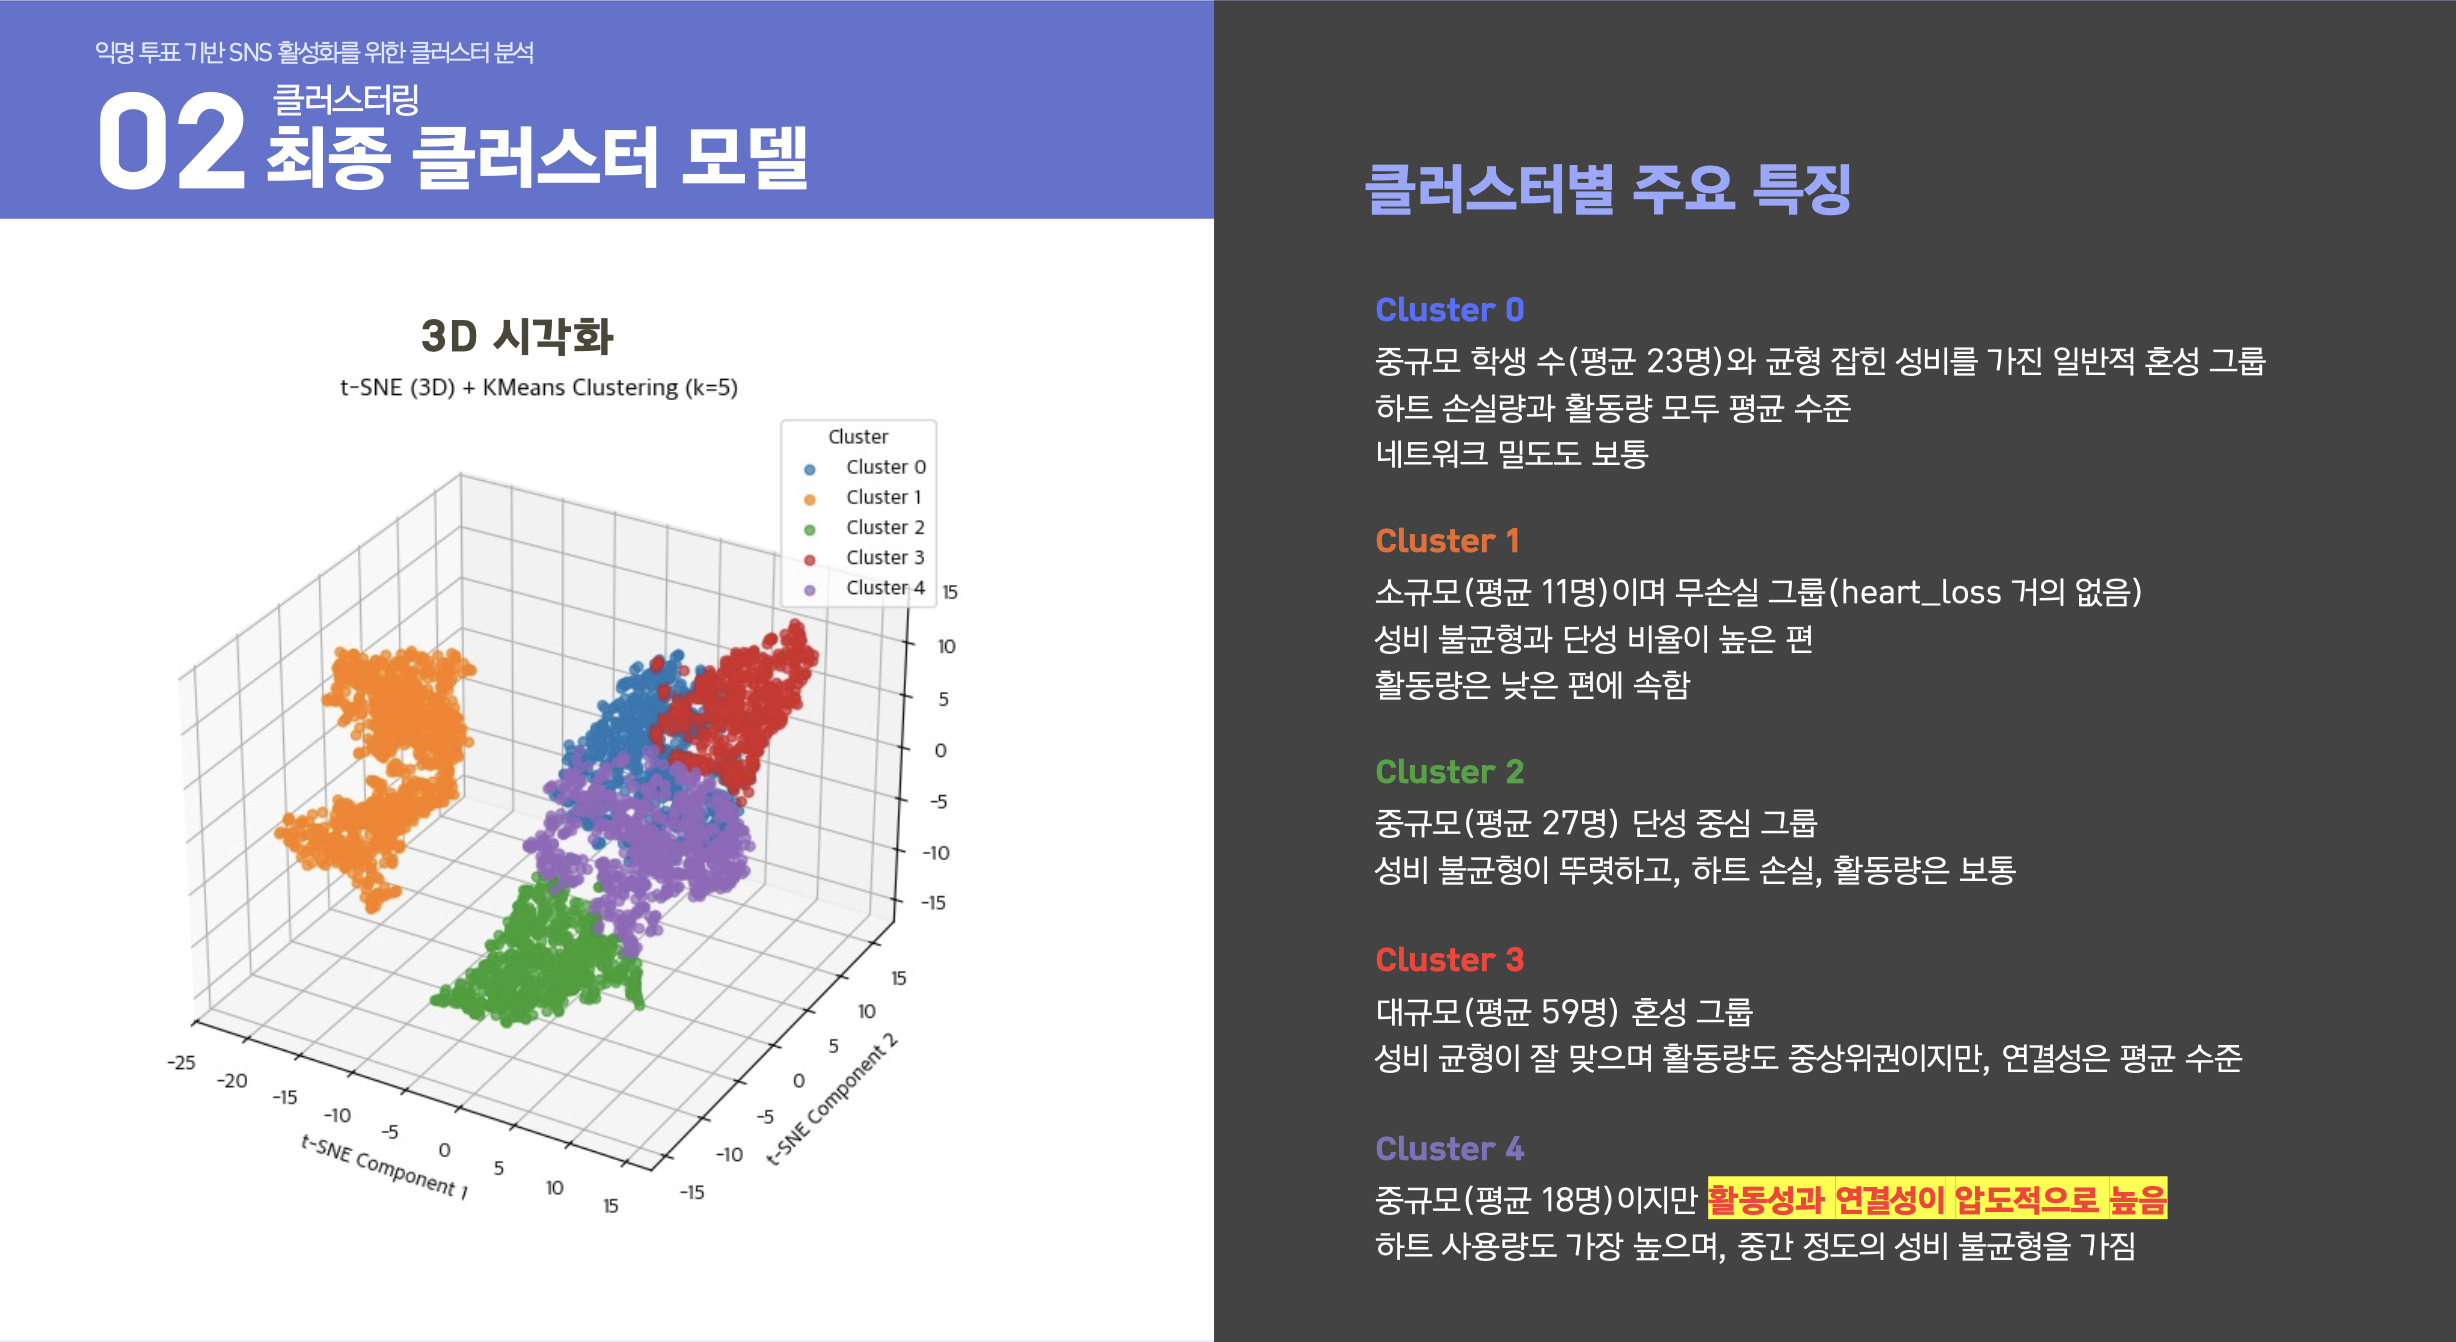 익명 투표 기반 SNS 활성화를 위한 클러스터 분석
02
클러스터링
최종 클러스터 모델
3D 시각화
t-SNE (3D) + KMeans Clustering (k=5)
Cluster
Cluster 0
Cluster 1
Cluster 2
Cluster 3
Cluster 4
15
10
5
0
-5
-10
-15
15
10
5
0
-5
-10
-15
t-SNE Component 2
-25
-20
-15
-10
-5
0
5
10
15
t-SNE Component 1
클러스터별 주요 특징
Cluster 0
중규모 학생 수(평균 23명)와 균형 잡힌 성비를 가진 일반적 혼성 그룹
하트 손실량과 활동량 모두 평균 수준
네트워크 밀도도 보통
Cluster 1
소규모(평균 11명)이며 무손실 그룹(heart_loss 거의 없음)
성비 불균형과 단성 비율이 높은 편
활동량은 낮은 편에 속함
Cluster 2
중규모(평균 27명) 단성 중심 그룹
성비 불균형이 뚜렷하고, 하트 손실, 활동량은 보통
Cluster 3
대규모(평균 59명) 혼성 그룹
성비 균형이 잘 맞으며 활동량도 중상위권이지만, 연결성은 평균 수준
Cluster 4
중규모(평균 18명)이지만 활동성과 연결성이 압도적으로 높음
하트 사용량도 가장 높으며, 중간 정도의 성비 불균형을 가짐